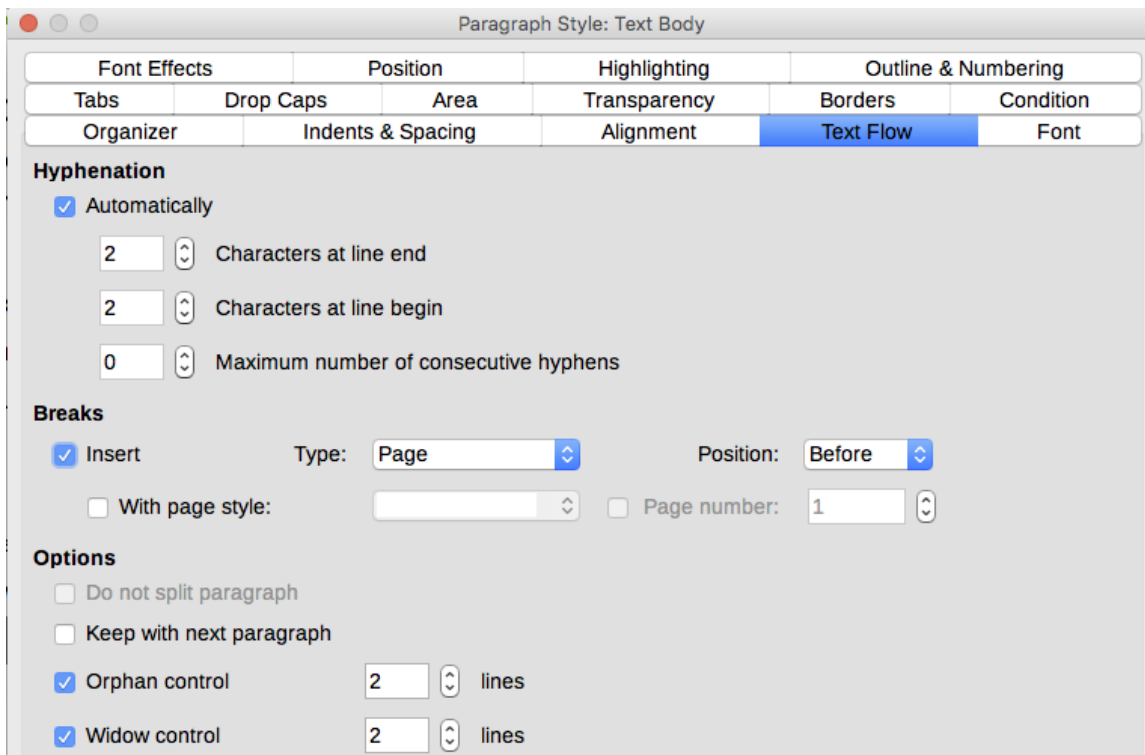 Paragraph Style: Text Body
Font Effects Position Highlighting Outline & Numbering
Tabs Drop Caps Area Transparency Borders Condition
Organizer Indents & Spacing Alignment Text Flow Font
Hyphenation
Automatically
2 Characters at line end
2 Characters at line begin
0 Maximum number of consecutive hyphens
Breaks
Insert Type: Page Position: Before
With page style: Page number: 1
Options
Do not split paragraph
Keep with next paragraph
Orphan control 2 lines
Widow control 2 lines